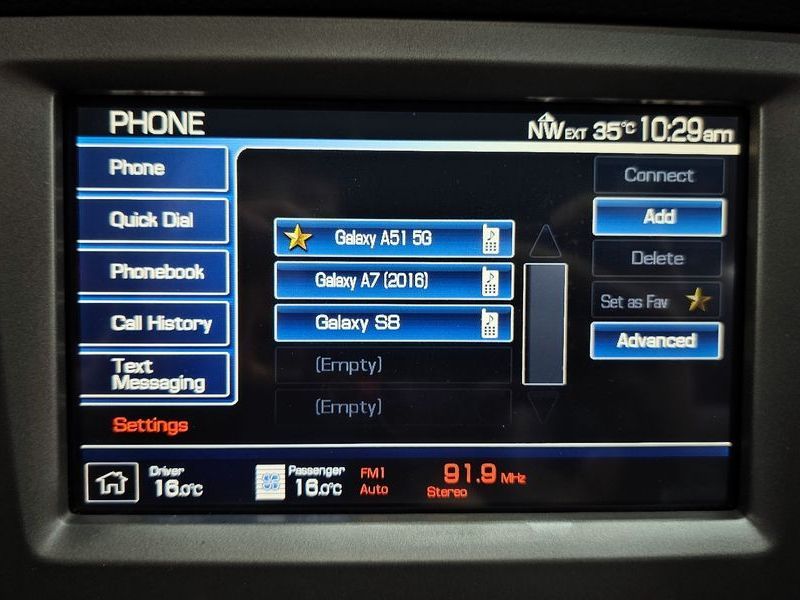 PHONE
NW EXT 35°C 10:29am
Phone
Quick Dial
Phonebook
Call History
Text
Messaging
Settings
Galaxy A51 5G
Galaxy A7 (2016)
Galaxy S8
(Empty)
(Empty)
Connect
Add
Delete
Set as Fav
Advanced
Driver
16.0°C
Passenger
16.0°C
FM1
Auto
91.9 MHz
Stereo